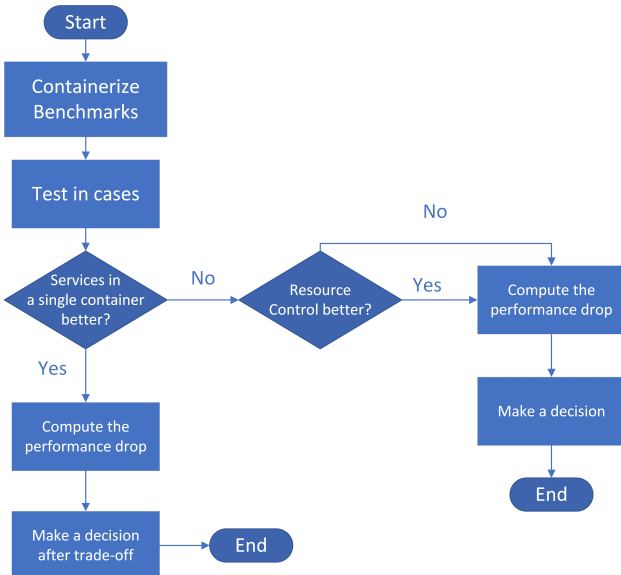 Start
Containerize
Benchmarks
Test in cases
Services in
a single container
better?
No
Resource
Control better?
No
Yes
Compute the
performance drop
Make a decision
End
Yes
Compute the
performance drop
Make a decision
after trade-off
End